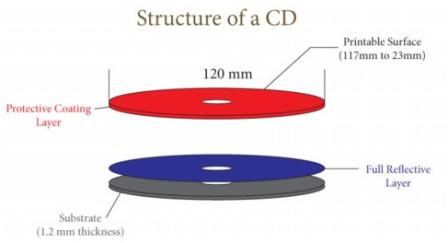 Structure of a CD
Printable Surface
(117mm to 23mm)
120 mm
Protective Coating
Layer
Full Reflective
Layer
Substrate
(1.2 mm thickness)